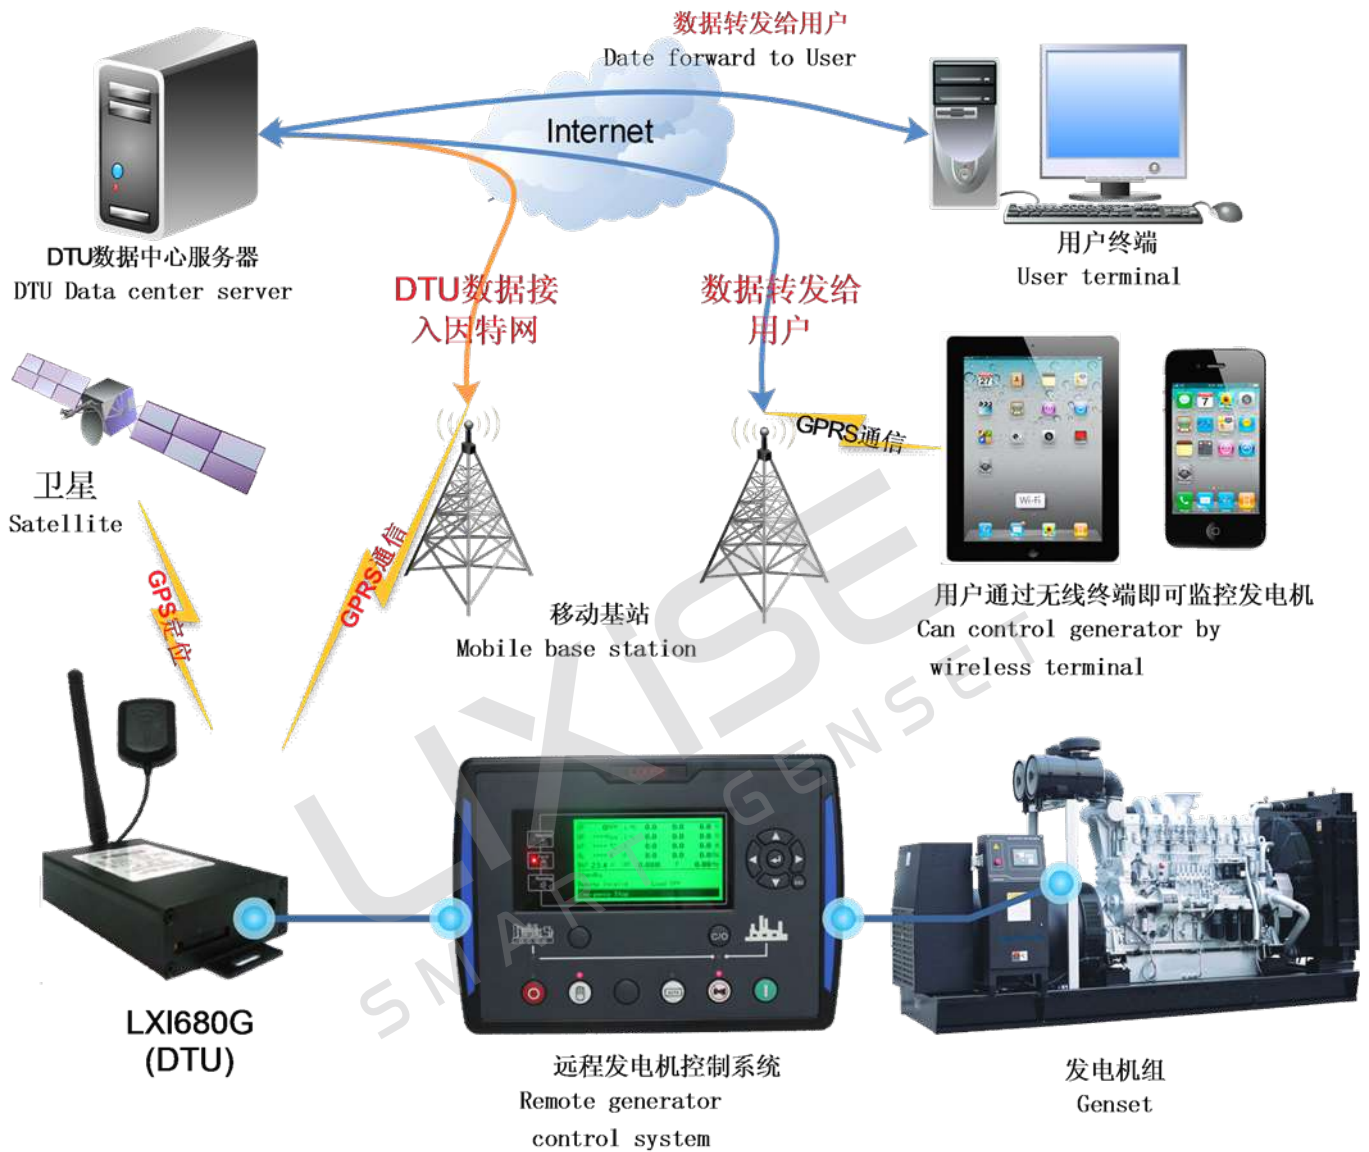 数据转发给用户
Date forward to User
Internet
DTU数据中心服务器
DTU Data center server
用户终端
User terminal
DTU数据接
入因特网
数据转发给
用户
卫星
Satellite
GPS定位
GPRS通信
GPRS通信
移动基站
Mobile base station
Wi-Fi
用户通过无线终端即可监控发电机
Can control generator by
wireless terminal
LIXISE
SMART GENSET
C/O
AUTO
LXI680G
(DTU)
远程发电机控制系统
Remote generator
control system
发电机组
Genset